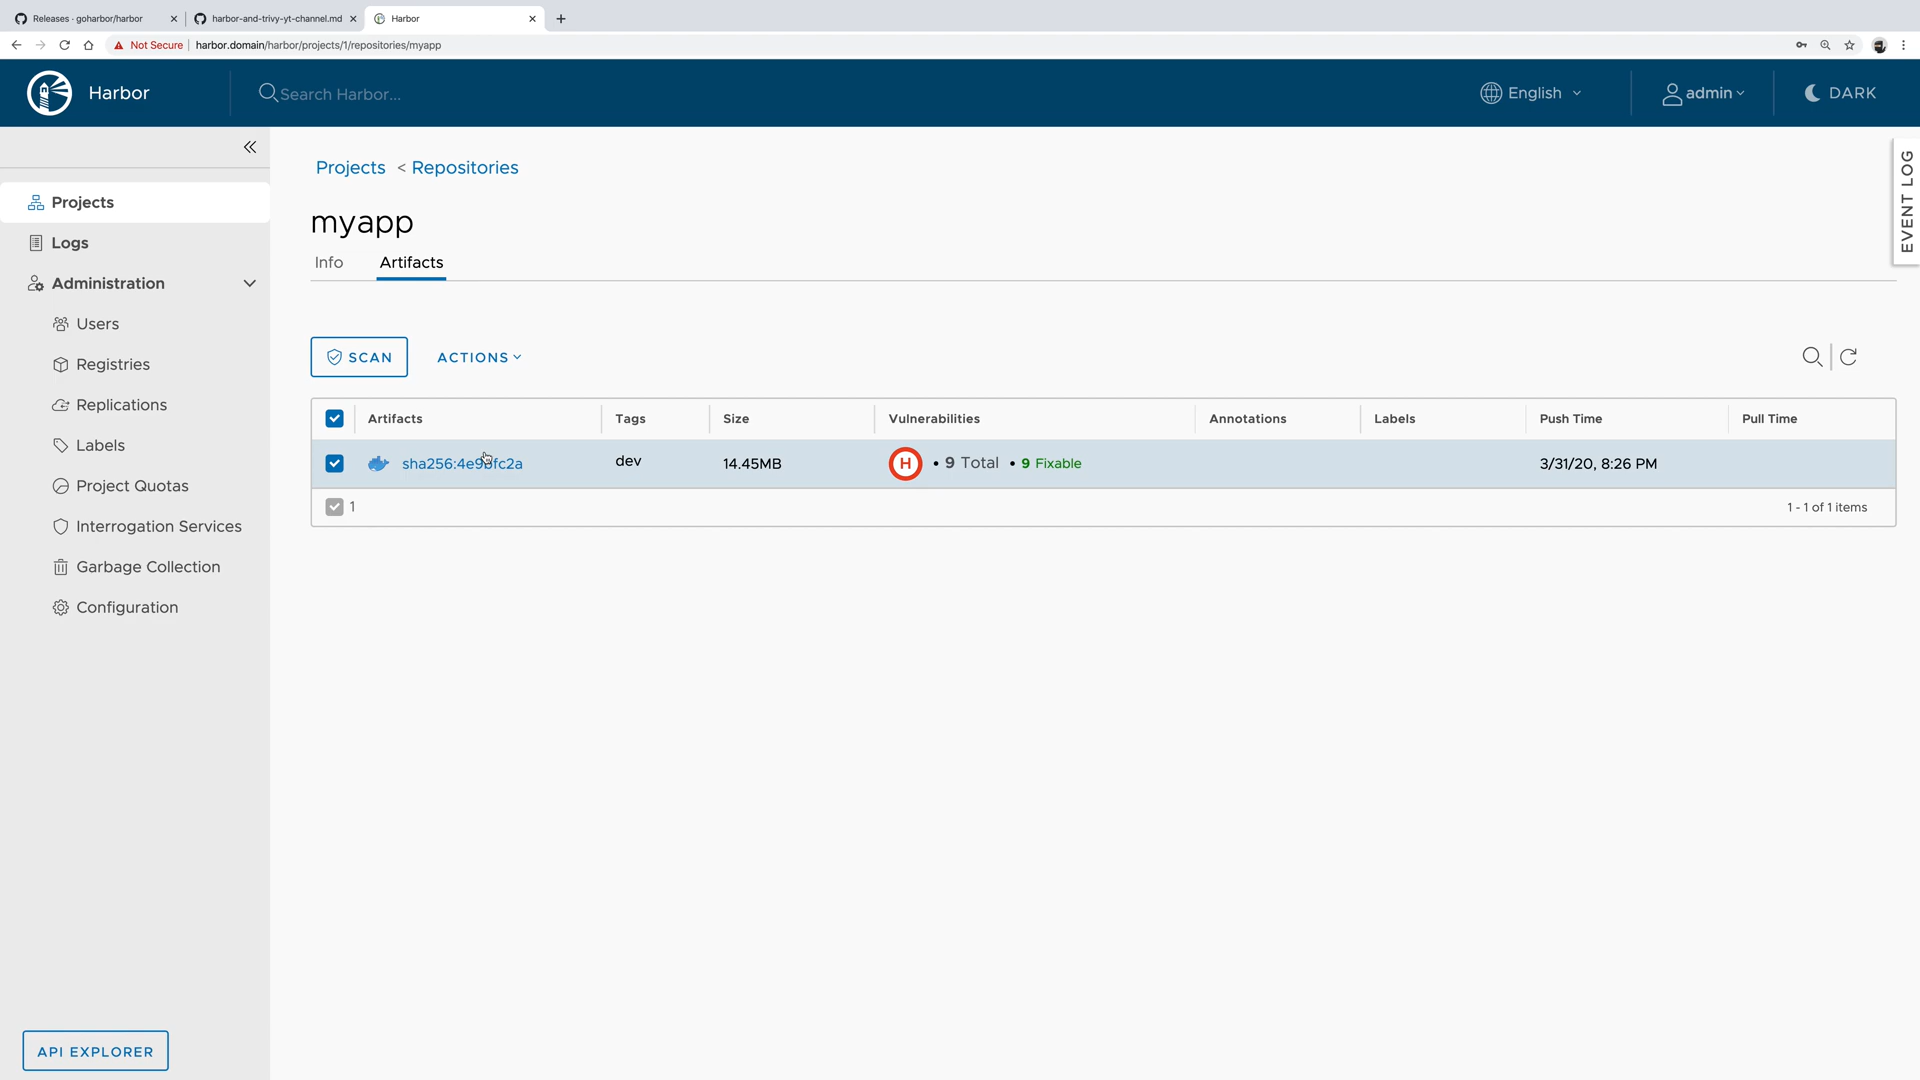 Releases · goharbor/harbor
harbor-and-trivy-yt-channel.md
Harbor
Not Secure
harbor.domain/harbor/projects/1/repositories/myapp
Harbor
Search Harbor...
English
admin
DARK
EVENT LOG
Projects
Logs
Administration
Users
Registries
Replications
Labels
Project Quotas
Interrogation Services
Garbage Collection
Configuration
API EXPLORER
Projects < Repositories
myapp
Info Artifacts
SCAN ACTIONS
Artifacts Tags Size Vulnerabilities Annotations Labels Push Time Pull Time
dev 14.45MB H • 9 Total • 9 Fixable 3/31/20, 8:26 PM
1 1 - 1 of 1 items